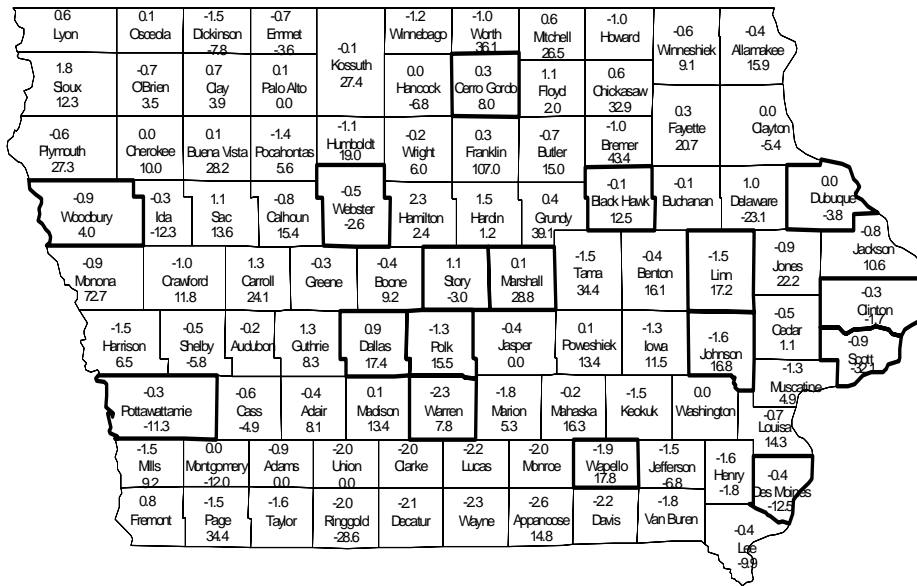 0.6
Lyon
0.1
Osceola
-1.5
Dickinson
-7.8
-0.7
Emmet
-3.6
-0.1
Kossuth
27.4
-1.2
Winnebago
-1.0
Worth
36.1
0.6
Mitchell
26.5
-1.0
Howard
-0.6
Winneshiek
9.1
-0.4
Allamakee
15.9
1.8
Sioux
12.3
-0.7
O'Brien
3.5
0.7
Clay
3.9
0.1
Palo Alto
0.0
0.0
Hancock
-6.8
0.3
Cerro Gordo
8.0
1.1
Floyd
2.0
0.6
Chickasaw
32.9
0.3
Fayette
20.7
0.0
Clayton
-5.4
-0.6
Plymouth
27.3
0.0
Cherokee
10.0
0.1
Buena Vista
28.2
-1.4
Pocahontas
5.6
-1.1
Humboldt
19.0
-0.2
Wright
6.0
0.3
Franklin
107.0
-0.7
Butler
15.0
-1.0
Bremer
43.4
-0.9
Woodbury
4.0
-0.3
Ida
-12.3
1.1
Sac
13.6
-0.8
Calhoun
15.4
-0.5
Webster
-2.6
2.3
Hamilton
2.4
1.5
Hardin
1.2
0.4
Grundy
39.1
-0.1
Black Hawk
12.5
-0.1
Buchanan
1.0
Delaware
-23.1
0.0
Dubuque
-3.8
-0.9
Monona
72.7
-1.0
Crawford
11.8
1.3
Carroll
24.1
-0.3
Greene
-0.4
Boone
9.2
1.1
Story
-3.0
0.1
Marshall
28.8
-1.5
Tama
34.4
-0.4
Benton
16.1
-1.5
Linn
17.2
-0.9
Jones
22.2
-0.8
Jackson
10.6
-0.3
Clinton
-1.7
-1.5
Harrison
6.5
-0.5
Shelby
-5.8
-0.2
Audubon
1.3
Guthrie
8.3
0.9
Dallas
17.4
-1.3
Polk
15.5
-0.4
Jasper
0.0
0.1
Poweshiek
13.4
-1.3
Iowa
11.5
-1.6
Johnson
16.8
-0.5
Cedar
1.1
-0.9
Scott
-32.1
-1.3
Muscatine
4.9
-0.3
Pottawattamie
-11.3
-0.6
Cass
-4.9
-0.4
Adair
8.1
0.1
Madison
13.4
-2.3
Warren
7.8
-1.8
Marion
5.3
-0.2
Mahaska
16.3
-1.5
Keokuk
0.0
Washington
-0.7
Louisa
14.3
-1.5
Mills
9.2
0.0
Montgomery
-12.0
-0.9
Adams
0.0
-2.0
Union
0.0
-2.0
Clarke
-2.2
Lucas
-2.0
Monroe
-1.9
Wapello
17.8
-1.5
Jefferson
-6.8
-1.6
Henry
-1.8
-0.4
Des Moines
-12.5
0.8
Fremont
-1.5
Page
34.4
-1.6
Taylor
-2.0
Ringgold
-28.6
-2.1
Decatur
-2.3
Wayne
-2.6
Appanoose
14.8
-2.2
Davis
-1.8
Van Buren
-0.4
Lee
-9.9